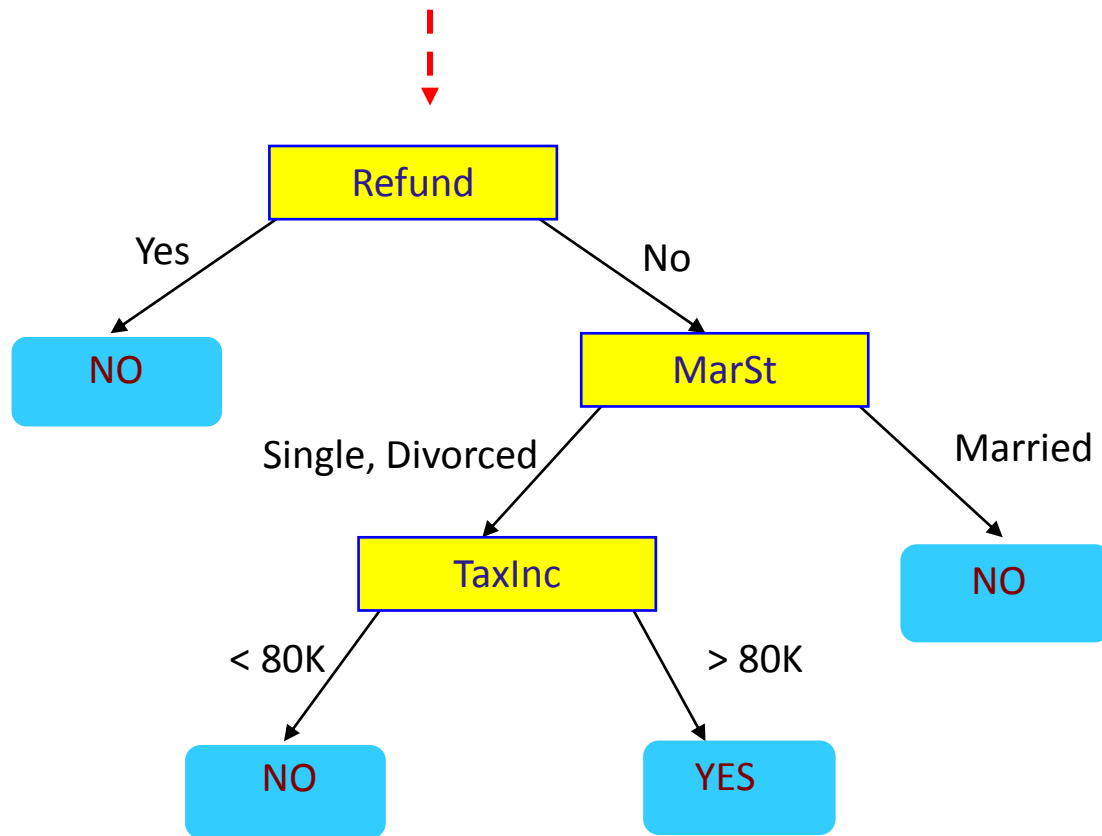 Refund
Yes
No
NO
MarSt
Single, Divorced
Married
TaxInc
NO
< 80K
> 80K
NO
YES